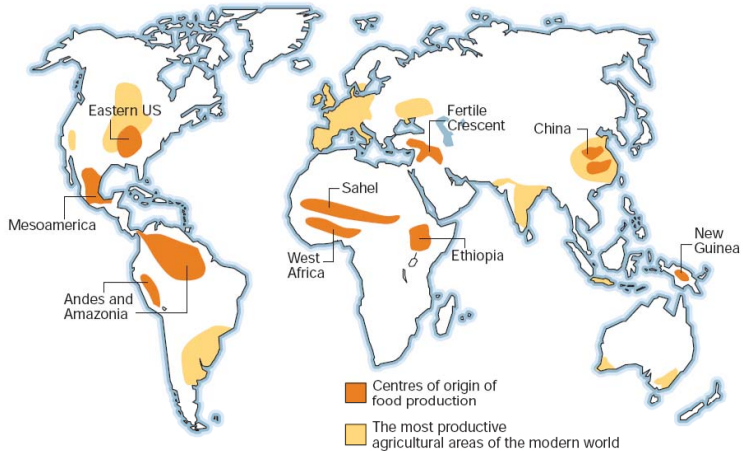 Eastern US
Fertile
Crescent
China
Sahel
Mesoamerica
New
Guinea
West
Africa
Ethiopia
Andes and
Amazonia
Centres of origin of
food production
The most productive
agricultural areas of the modern world